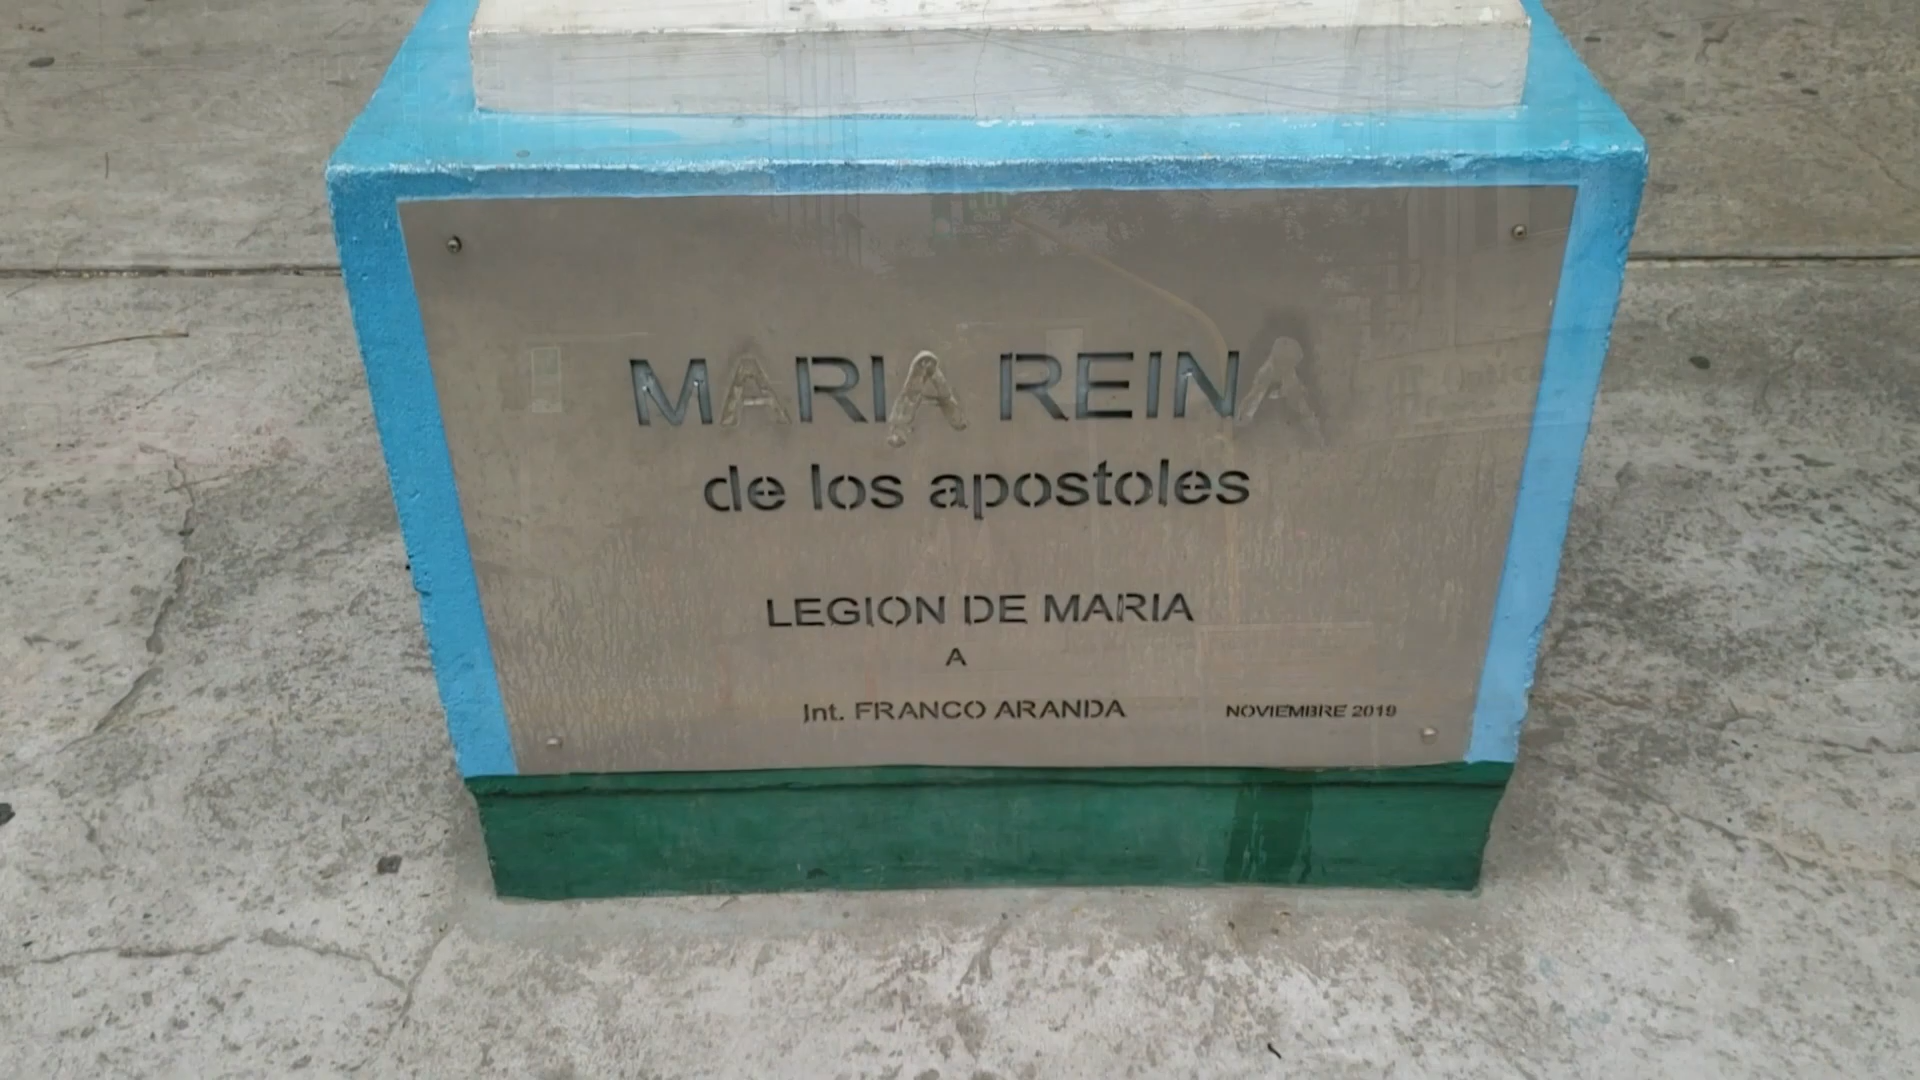 MARIA REINA
de los apostoles
LEGION DE MARIA
A
Int. FRANCO ARANDA
NOVIEMBRE 2019